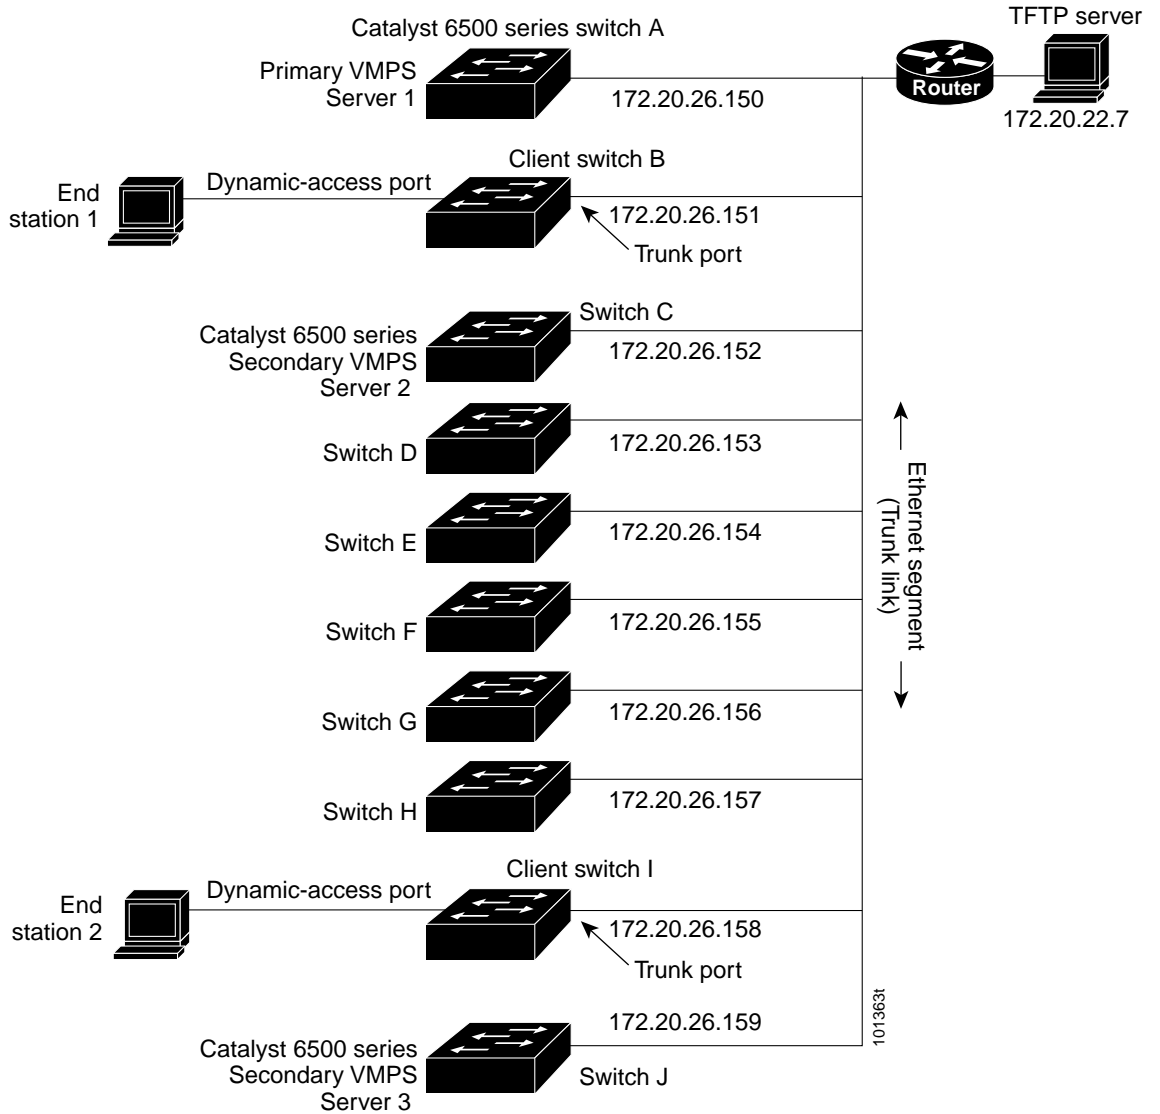 Catalyst 6500 series switch A
TFTP server
Primary VMPS
Server 1
172.20.26.150
Router
172.20.22.7
Client switch B
End
station 1
Dynamic-access port
172.20.26.151
Trunk port
Switch C
Catalyst 6500 series
Secondary VMPS
Server 2
172.20.26.152
Switch D
172.20.26.153
Ethernet segment
(Trunk link)
Switch E
172.20.26.154
Switch F
172.20.26.155
Switch G
172.20.26.156
Switch H
172.20.26.157
Client switch I
End
station 2
Dynamic-access port
172.20.26.158
Trunk port
101363t
172.20.26.159
Catalyst 6500 series
Secondary VMPS
Server 3
Switch J